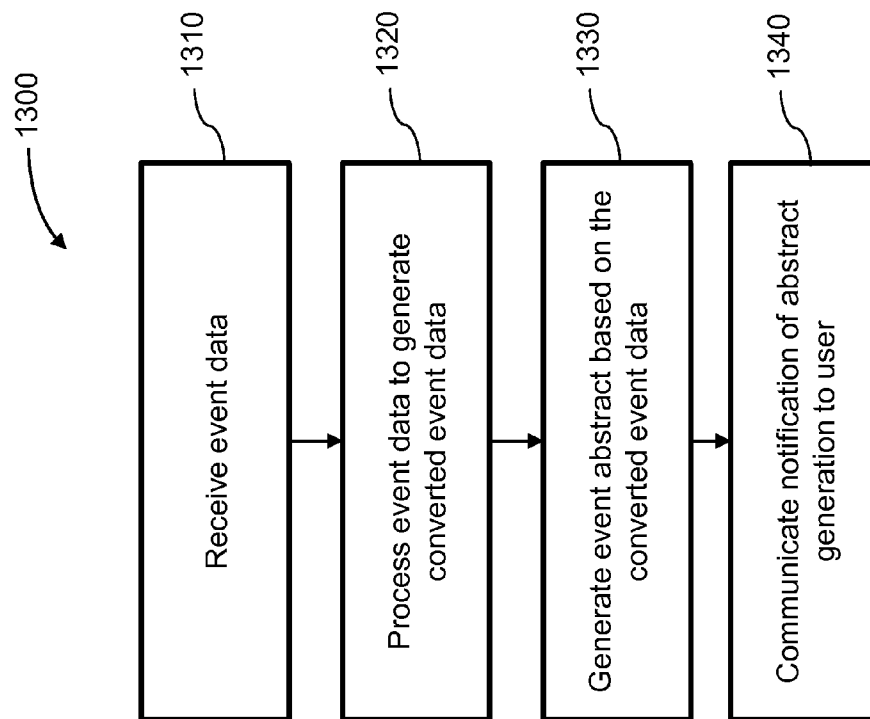 1300
Receive event data
1310
Process event data to generate
converted event data
1320
Generate event abstract based on the
converted event data
1330
Communicate notification of abstract
generation to user
1340